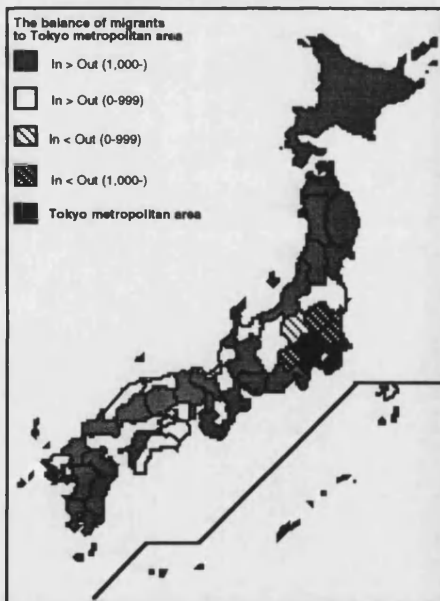 The balance of migrants
to Tokyo metropolitan area
In > Out (1,000-)
In > Out (0-999)
In < Out (0-999)
In < Out (1,000-)
Tokyo metropolitan area